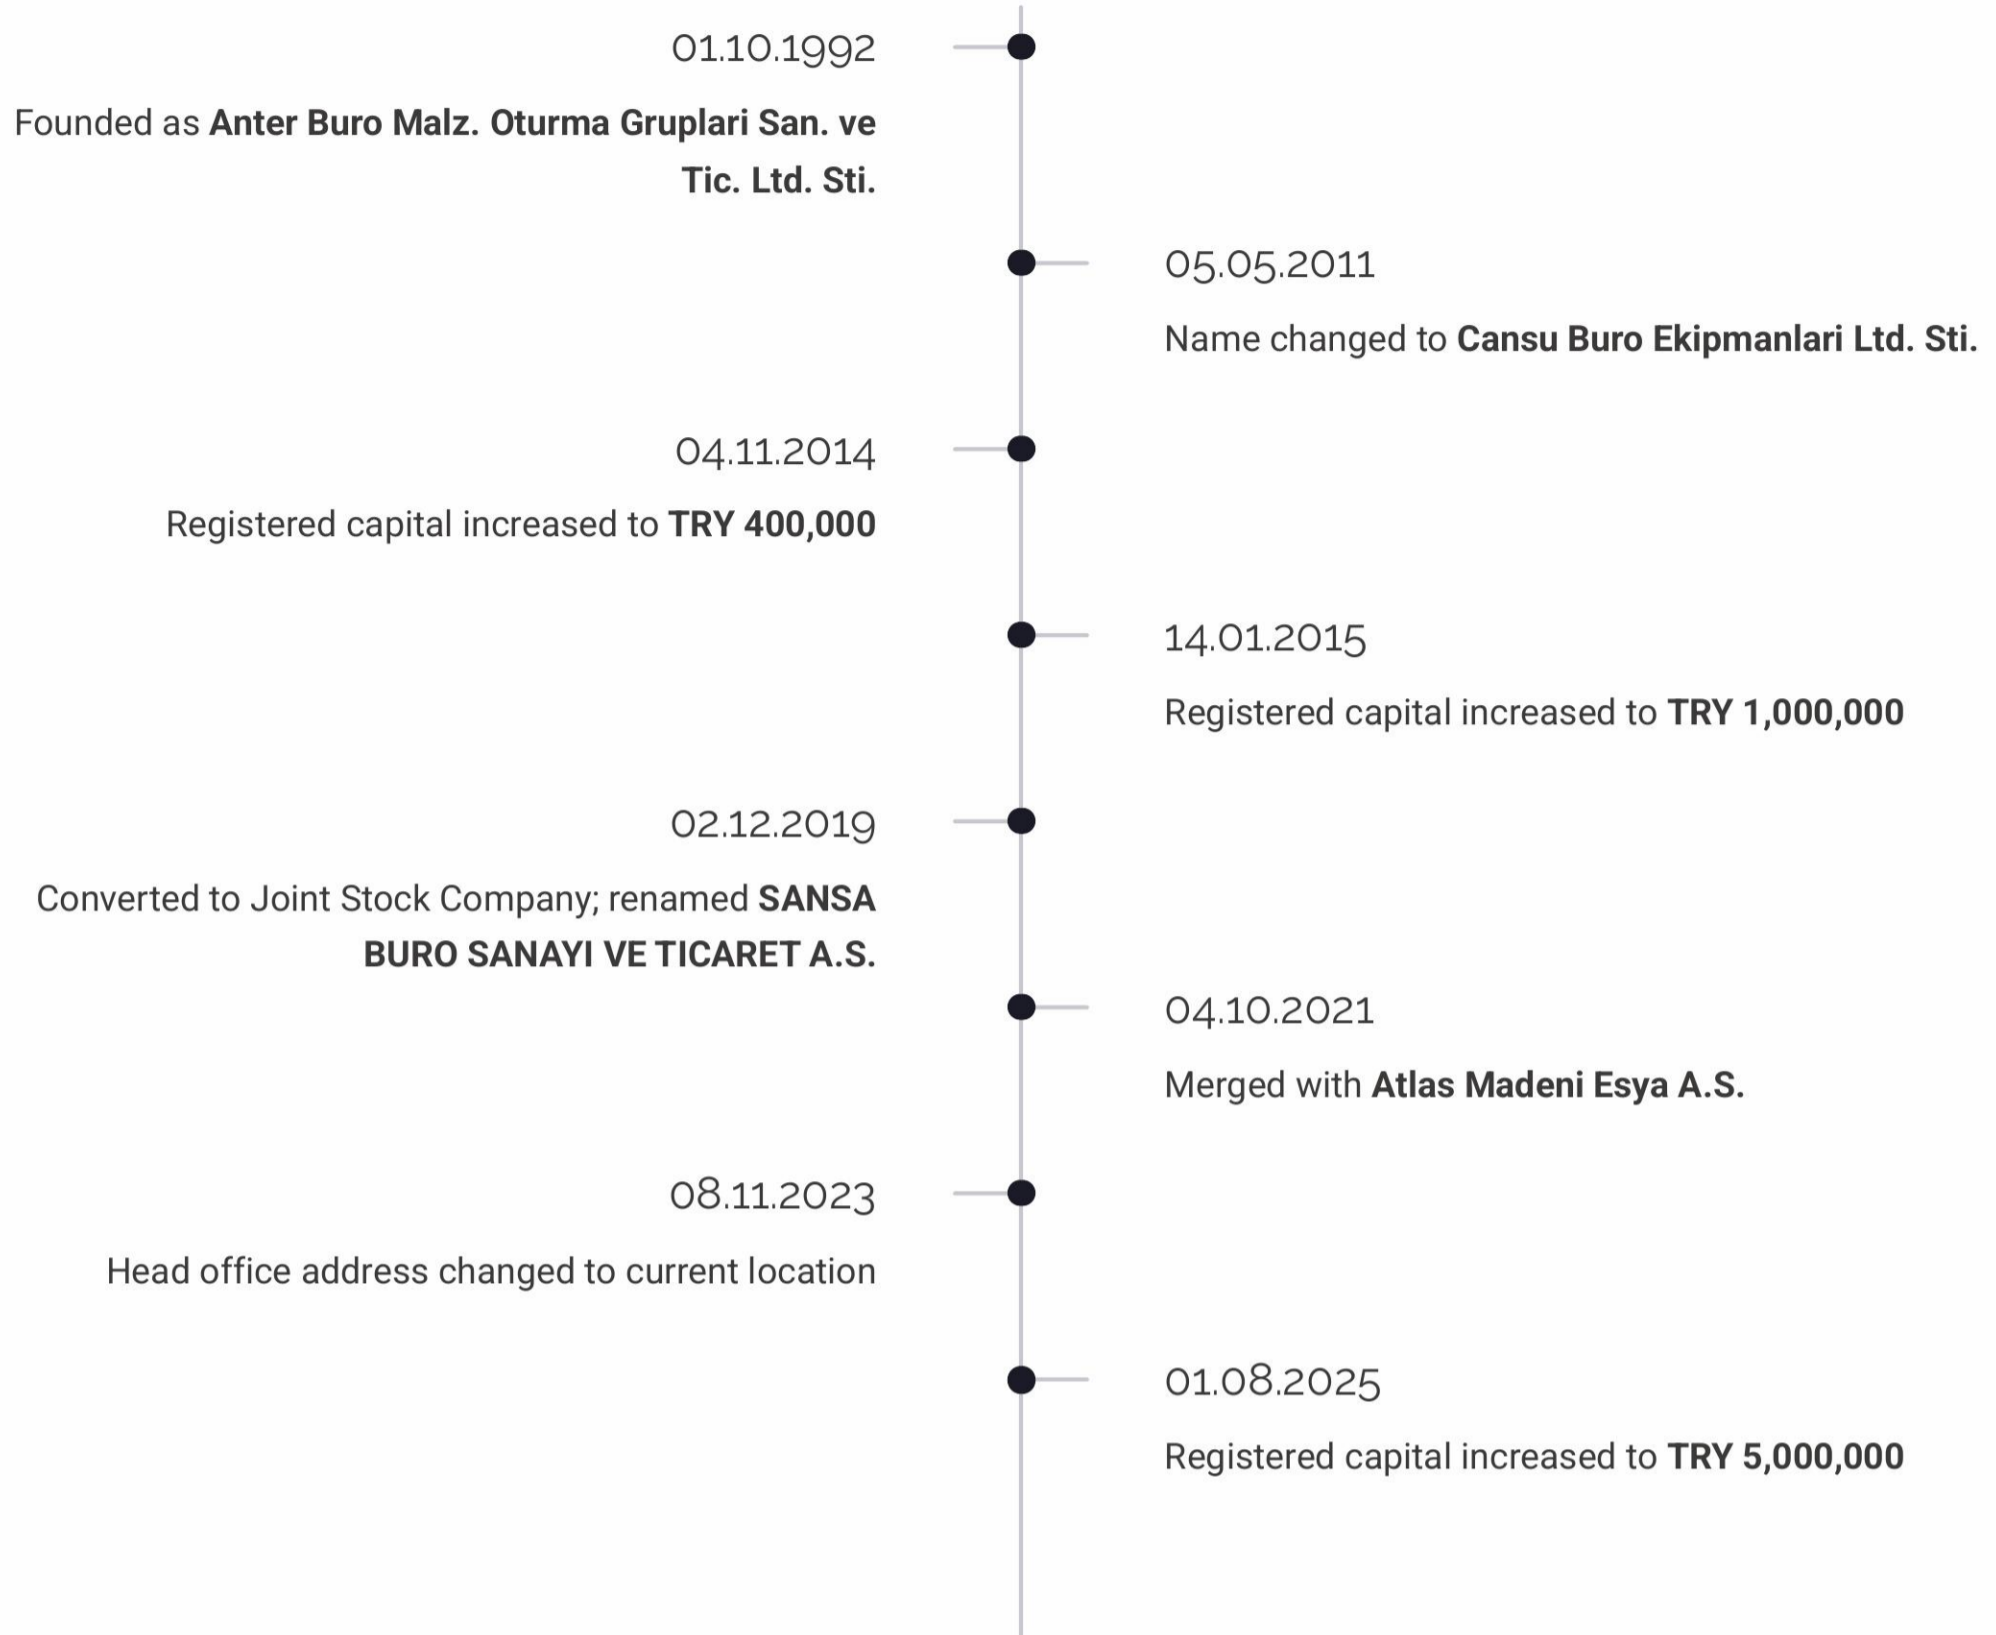 01.10.1992
Founded as Anter Buro Malz. Oturma Gruplari San. ve
Tic. Ltd. Sti.
05.05.2011
Name changed to Cansu Buro Ekipmanlari Ltd. Sti.
04.11.2014
Registered capital increased to TRY 400,000
14.01.2015
Registered capital increased to TRY 1,000,000
02.12.2019
Converted to Joint Stock Company; renamed SANSA
BURO SANAYI VE TICARET A.S.
04.10.2021
Merged with Atlas Madeni Esya A.S.
08.11.2023
Head office address changed to current location
01.08.2025
Registered capital increased to TRY 5,000,000